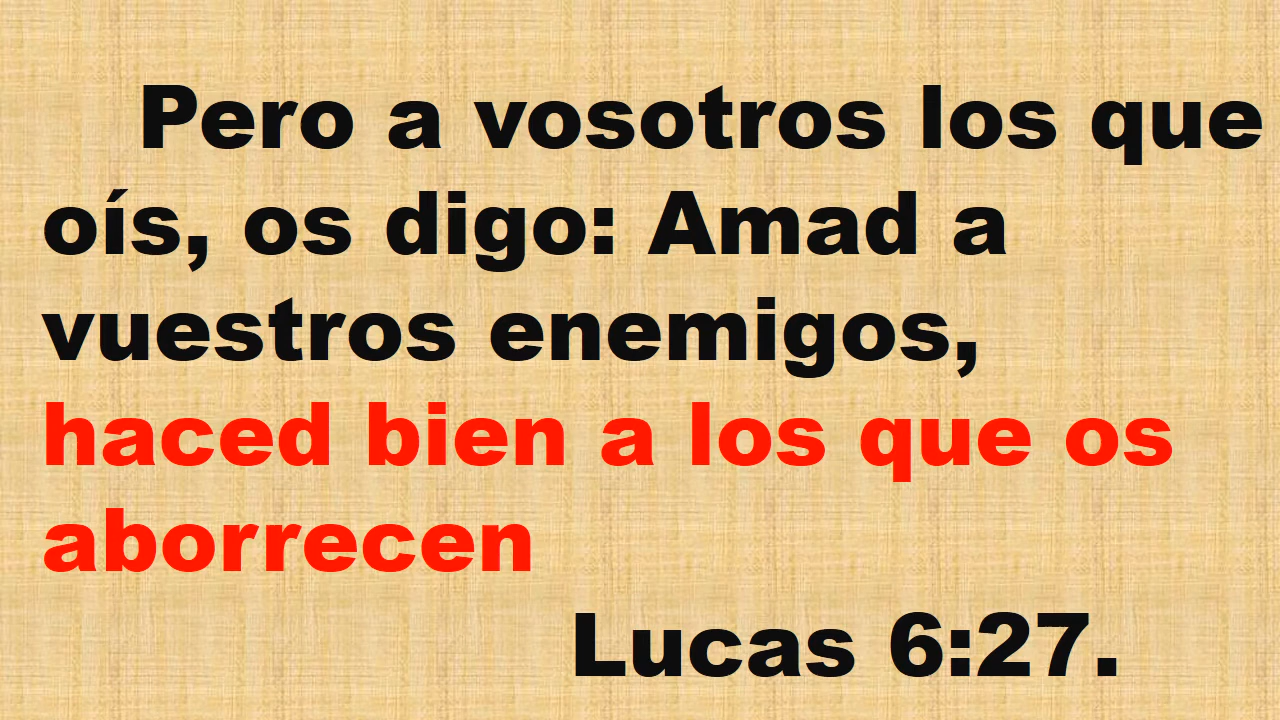 Pero a vosotros los que
oís, os digo: Amad a
vuestros enemigos,
haced bien a los que os
aborrecen
Lucas 6:27.